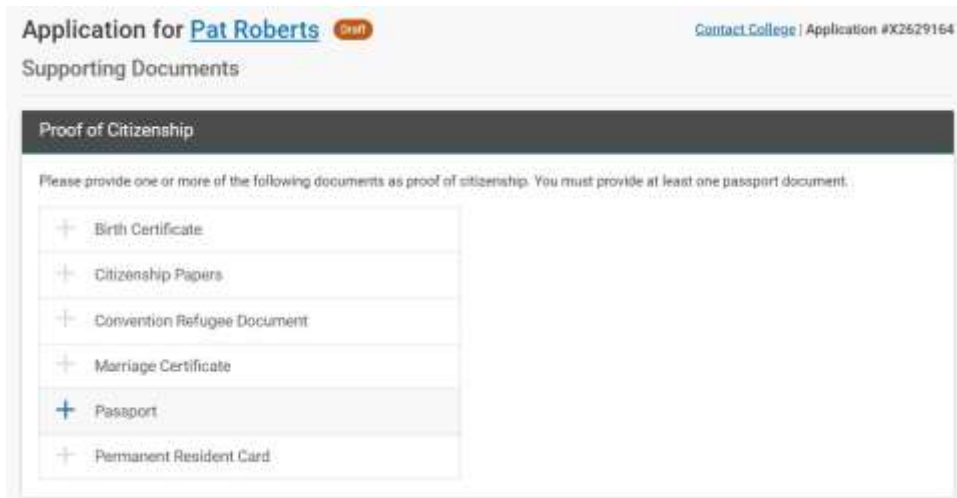 Application for Pat Roberts Draft
Contact College | Application #X2629164
Supporting Documents
Proof of Citizenship
Please provide one or more of the following documents as proof of citizenship. You must provide at least one passport document.
Birth Certificate
Citizenship Papers
Convention Refugee Document
Marriage Certificate
Passport
Permanent Resident Card